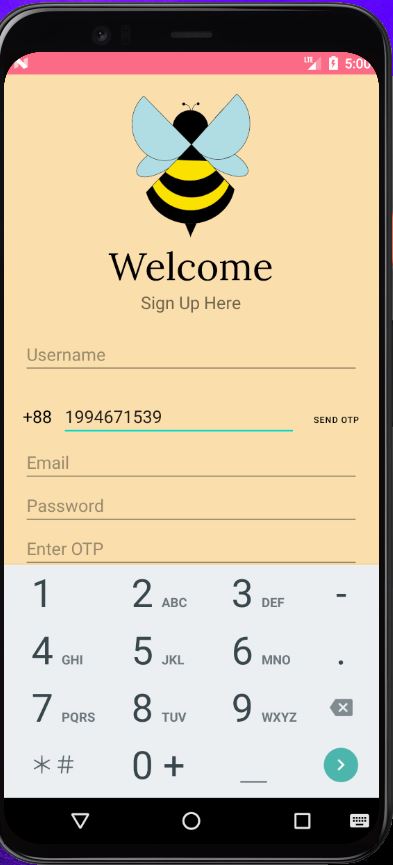 LTE 5:00
Welcome
Sign Up Here
Username
+88 1994671539 SEND OTP
Email
Password
Enter OTP
1 2 ABC 3 DEF -
4 GHI 5 JKL 6 MNO .
7 PQRS 8 TUV 9 WXYZ
*# 0 + _